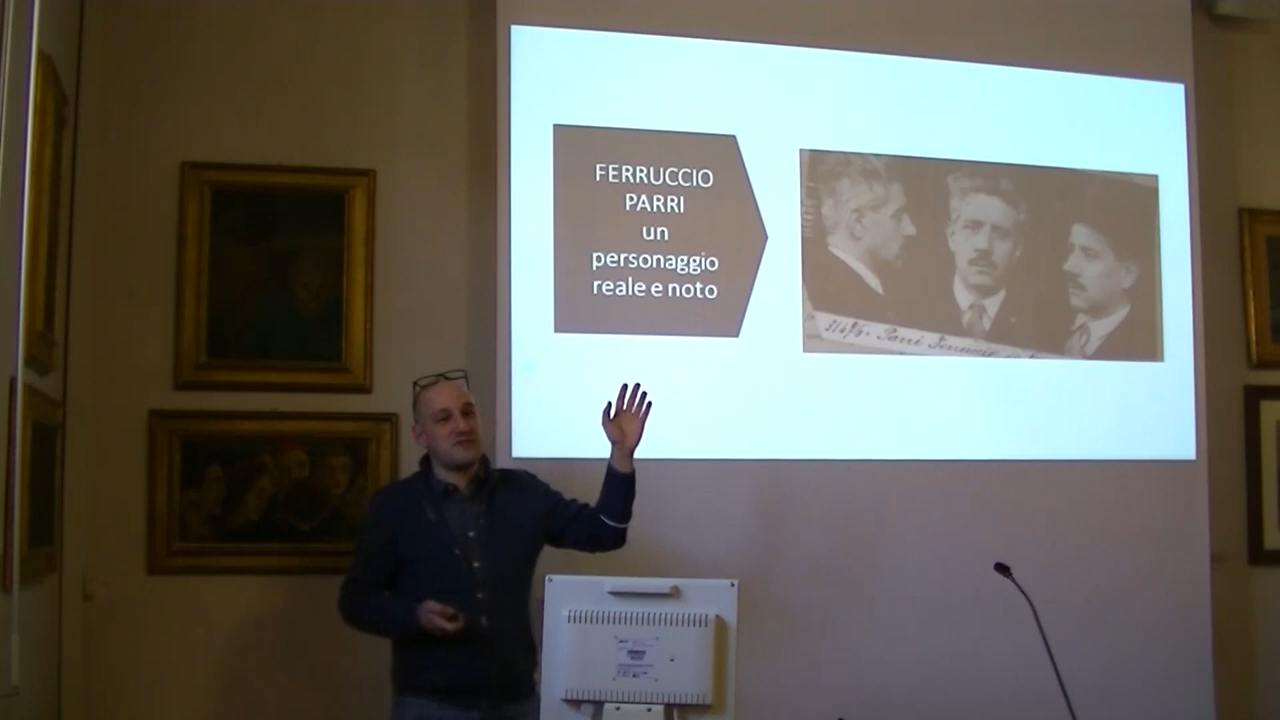 FERRUCCIO
PARRI
un
personaggio
reale e noto
Parri Ferruccio